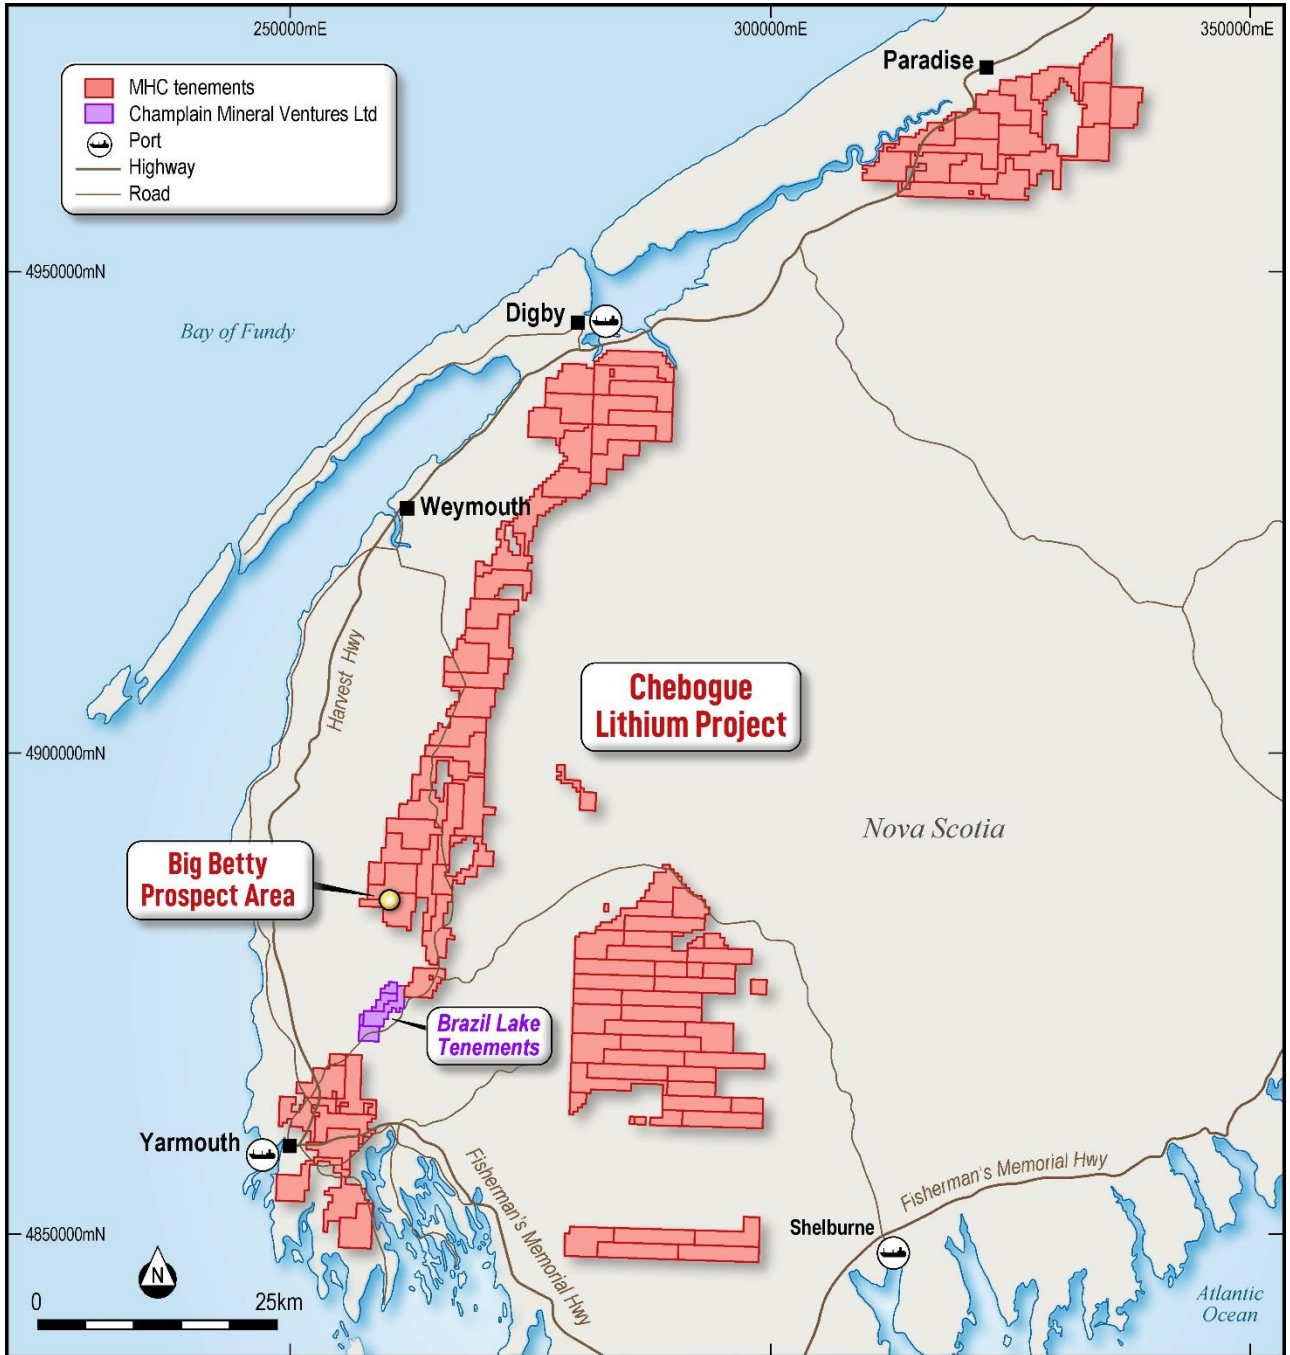 250000mE
300000mE
350000mE
MHC tenements
Champlain Mineral Ventures Ltd
Port
Highway
Road
Paradise
4950000mN
Bay of Fundy
Digby
Weymouth
Harvest Hwy
Chebogue
Lithium Project
4900000mN
Nova Scotia
Big Betty
Prospect Area
Brazil Lake
Tenements
Yarmouth
Fisherman's Memorial Hwy
Fisherman's Memorial Hwy
Shelburne
4850000mN
N
0
25km
Atlantic
Ocean